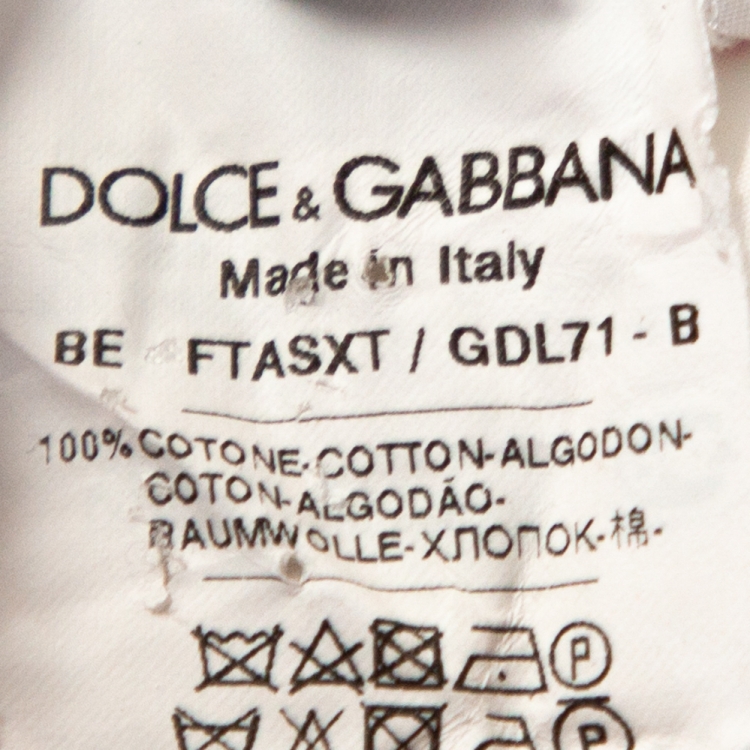 DOLCE & GABBANA
Made in Italy
BE FTASXT / GDL71 - B
100% COTONE-COTTON-ALGODON-
COTON-ALGODÃO-
BAUMWOLLE-ХЛОПОК-棉-
P
P